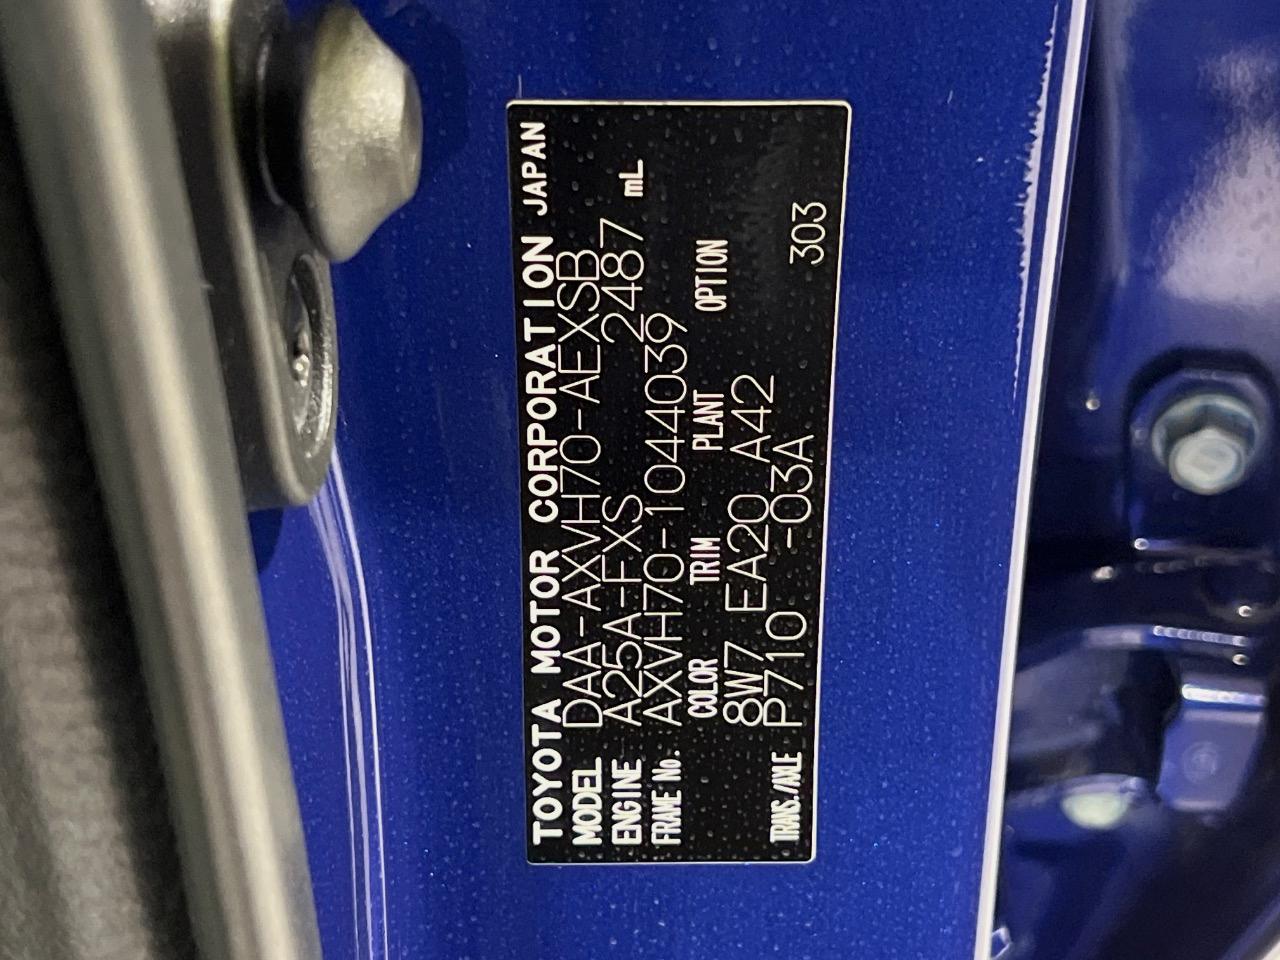 TOYOTA MOTOR CORPORATION JAPAN
MODEL DAA-AXVH70-AEXSB
ENGINE A25A-FXS 2487 mL
FRAME No. AXVH70-1044039
COLOR TRIM PLANT OPTION
8W7 EA20 A42
TRANS./AXLE P710 -03A 303